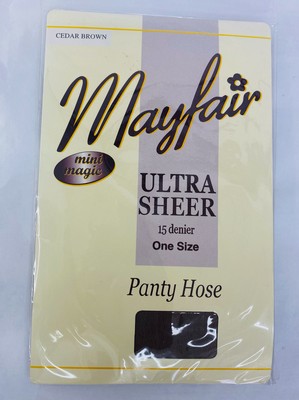 CEDAR BROWN
Mayfair
mini
magic
ULTRA
SHEER
15 denier
One Size
Panty Hose